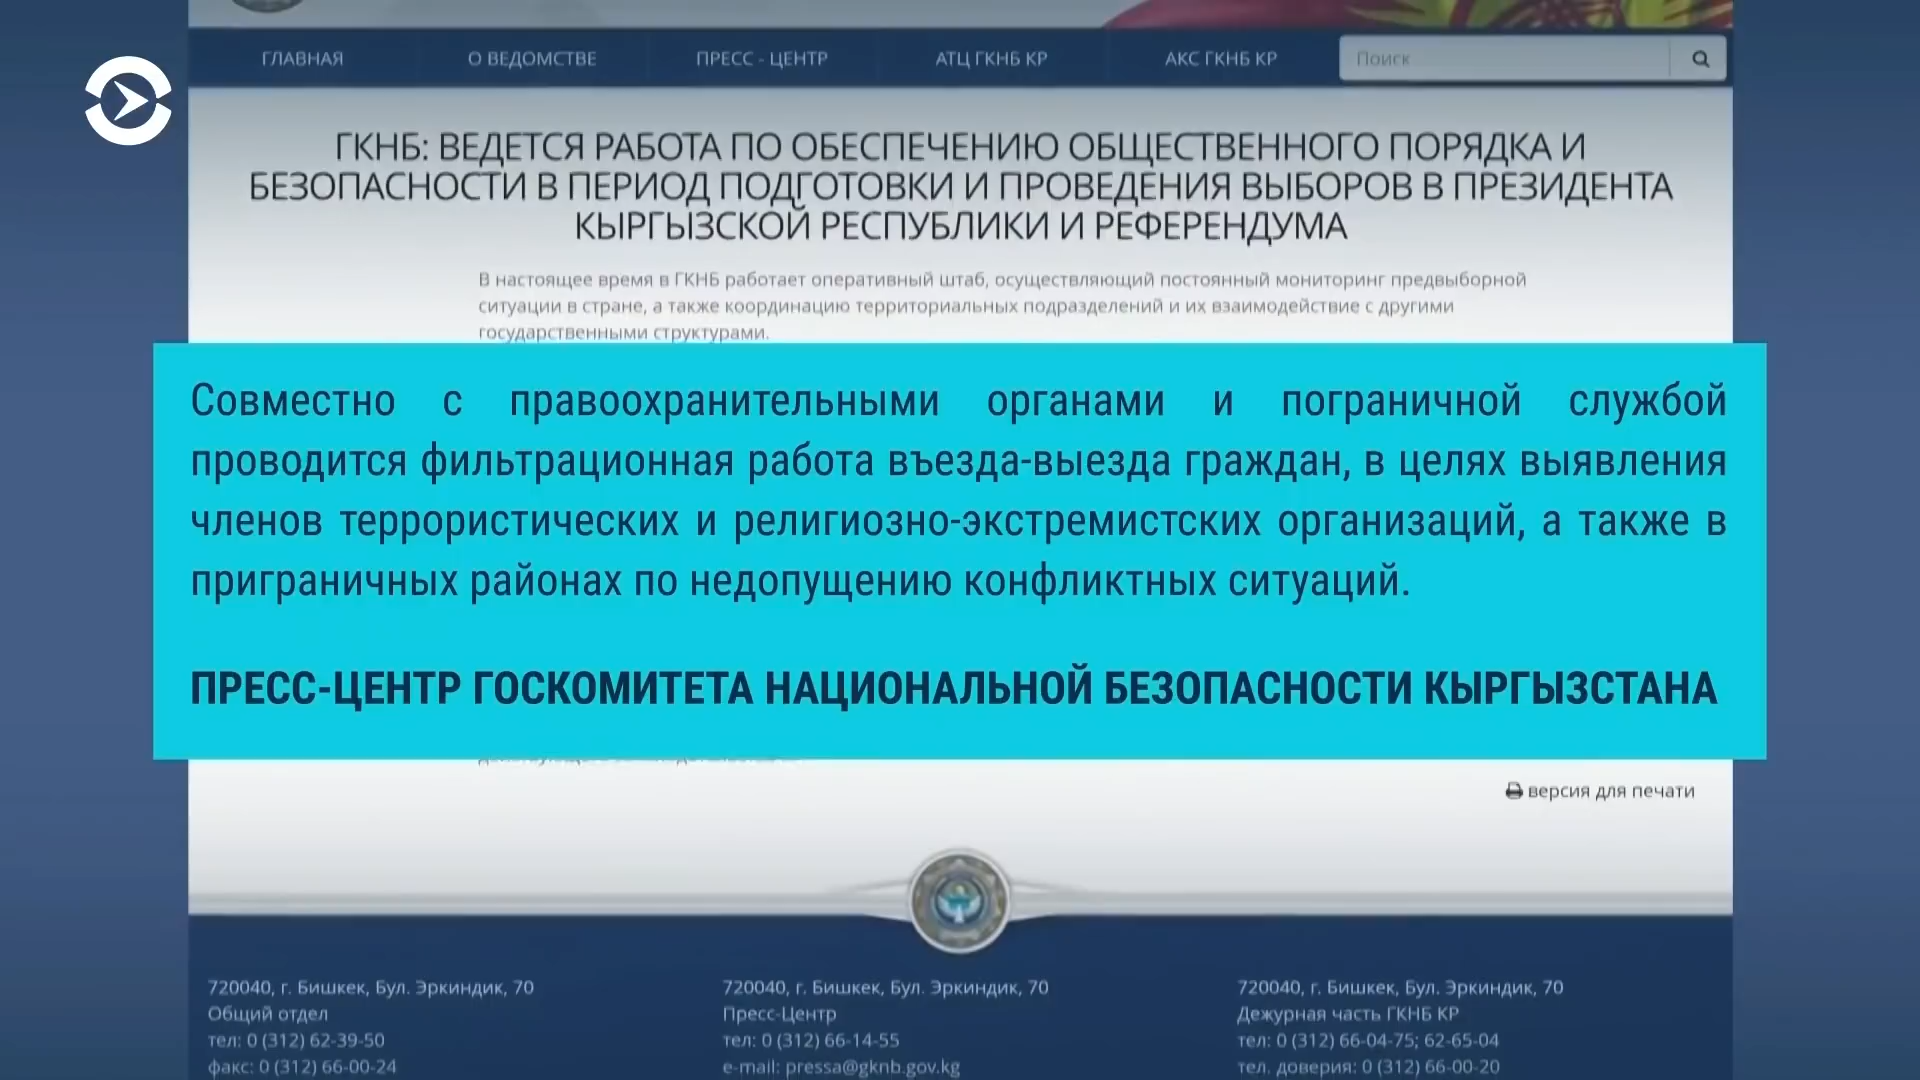 ГЛАВНАЯ О ВЕДОМСТВЕ ПРЕСС - ЦЕНТР АТЦ ГКНБ КР АКС ГКНБ КР Поиск
ГКНБ: ВЕДЕТСЯ РАБОТА ПО ОБЕСПЕЧЕНИЮ ОБЩЕСТВЕННОГО ПОРЯДКА И
БЕЗОПАСНОСТИ В ПЕРИОД ПОДГОТОВКИ И ПРОВЕДЕНИЯ ВЫБОРОВ В ПРЕЗИДЕНТА
КЫРГЫЗСКОЙ РЕСПУБЛИКИ И РЕФЕРЕНДУМА
В настоящее время в ГКНБ работает оперативный штаб, осуществляющий постоянный мониторинг предвыборной
ситуации в стране, а также координацию территориальных подразделений и их взаимодействие с другими
государственными структурами.
Совместно с правоохранительными органами и пограничной службой
проводится фильтрационная работа въезда-выезда граждан, в целях выявления
членов террористических и религиозно-экстремистских организаций, а также в
приграничных районах по недопущению конфликтных ситуаций.
ПРЕСС-ЦЕНТР ГОСКОМИТЕТА НАЦИОНАЛЬНОЙ БЕЗОПАСНОСТИ КЫРГЫЗСТАНА
версия для печати
720040, г. Бишкек, Бул. Эркиндик, 70
Общий отдел
тел: 0 (312) 62-39-50
факс: 0 (312) 66-00-24
720040, г. Бишкек, Бул. Эркиндик, 70
Пресс-Центр
тел: 0 (312) 66-14-55
e-mail: pressa@gknb.gov.kg
720040, г. Бишкек, Бул. Эркиндик, 70
Дежурная часть ГКНБ КР
тел: 0 (312) 66-04-75; 62-65-04
тел. доверия: 0 (312) 66-00-20